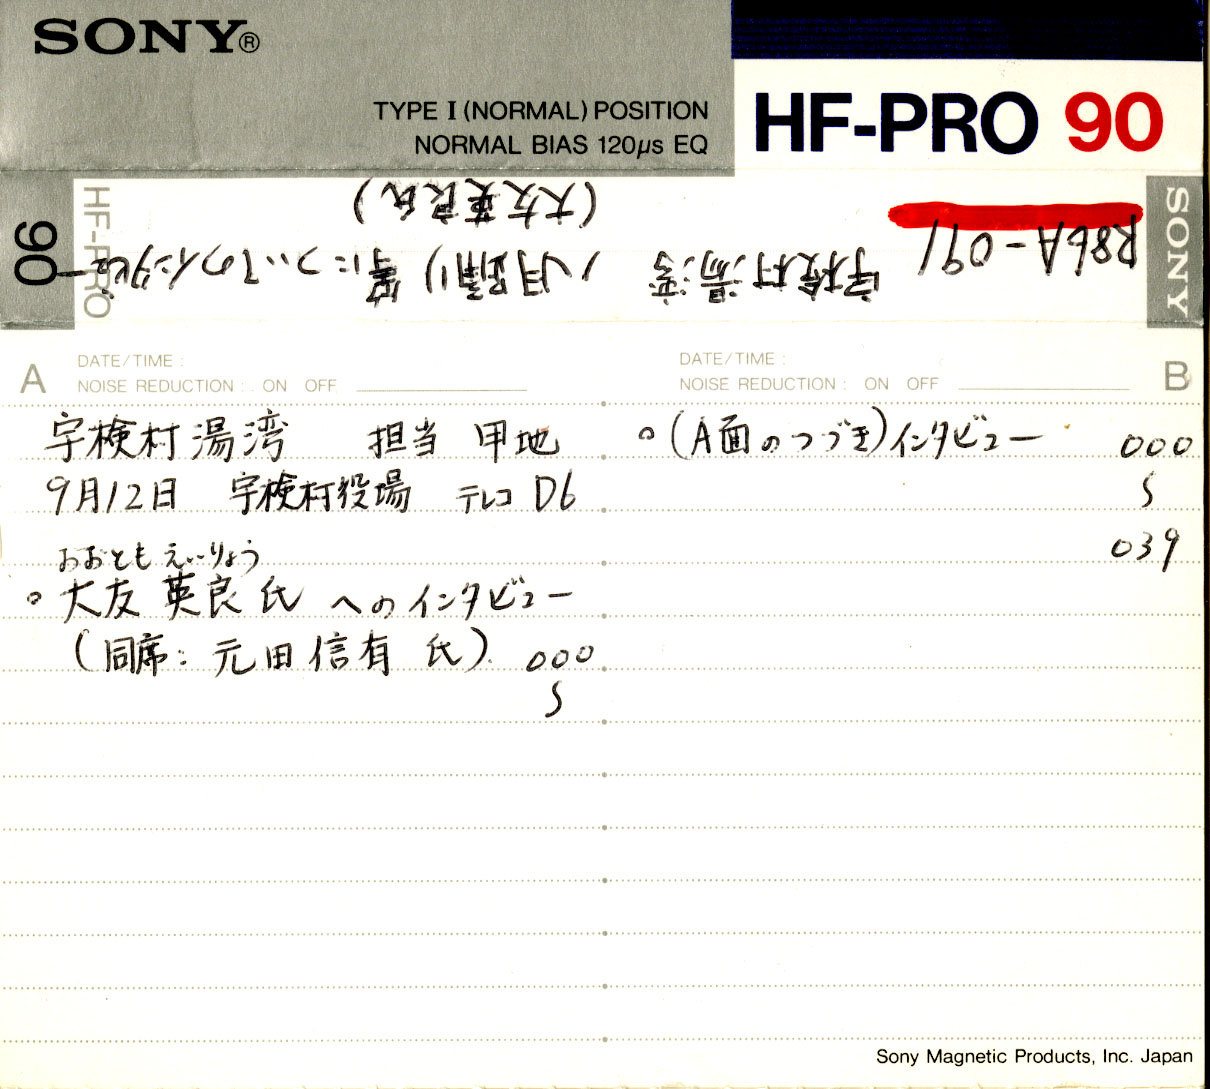 SONY®
TYPE I (NORMAL) POSITION
NORMAL BIAS 120μs EQ
HF-PRO 90
HF-PRO
90
SONY
R86A-091
宇検村湯湾 八月踊り等についてのインタビュー
(大友英良氏)
A
DATE/TIME :
NOISE REDUCTION : ON OFF
宇検村湯湾 担当 甲地
9月12日 宇検村役場 テレコ D6
おおとも えいりょう
○大友 英良 氏 へのインタビュー
(同席: 元田信有 氏) 000
S
B
DATE/TIME :
NOISE REDUCTION : ON OFF
○(A面のつづき)インタビュー 000
S
039
Sony Magnetic Products, Inc. Japan